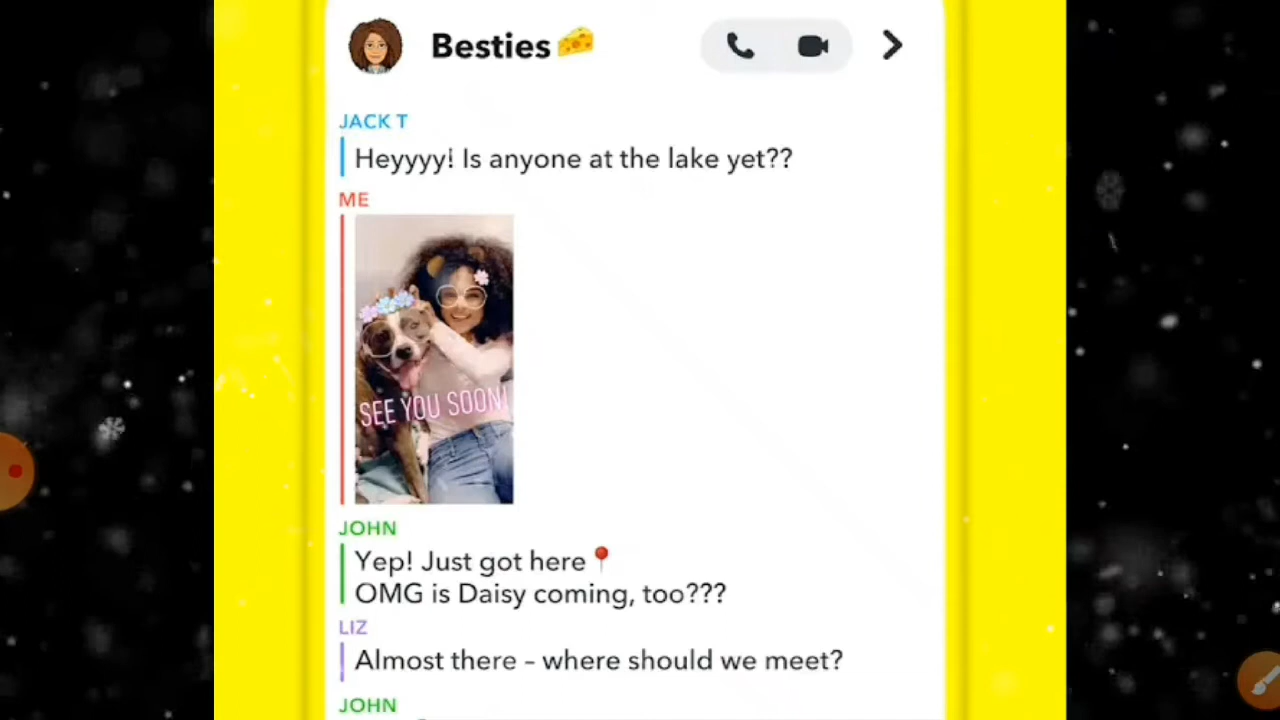 Besties
JACK T
Heyyyy! Is anyone at the lake yet??
ME
SEE YOU SOON!
JOHN
Yep! Just got here
OMG is Daisy coming, too???
LIZ
Almost there – where should we meet?
JOHN